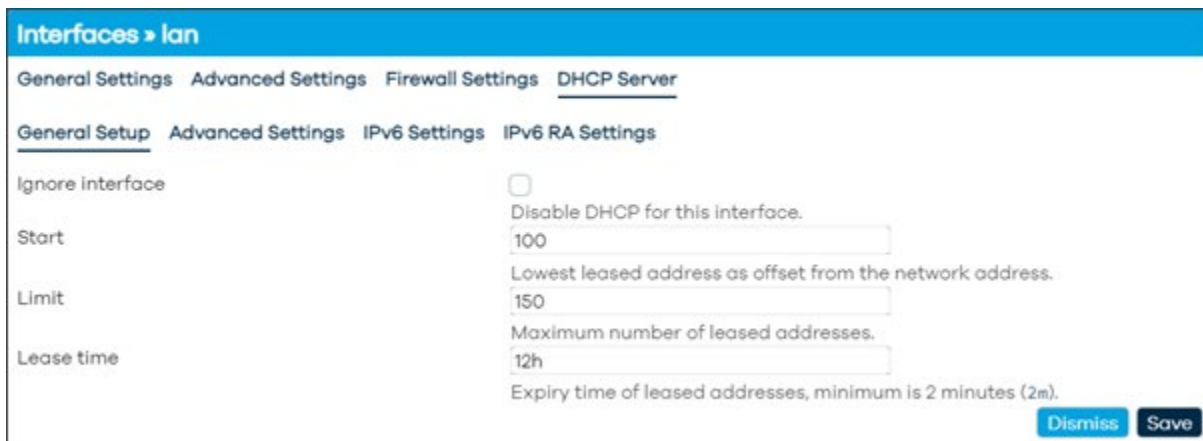 Interfaces » lan
General Settings Advanced Settings Firewall Settings DHCP Server
General Setup Advanced Settings IPv6 Settings IPv6 RA Settings
Ignore interface
Disable DHCP for this interface.
Start 100
Lowest leased address as offset from the network address.
Limit 150
Maximum number of leased addresses.
Lease time 12h
Expiry time of leased addresses, minimum is 2 minutes (2m).
Dismiss Save